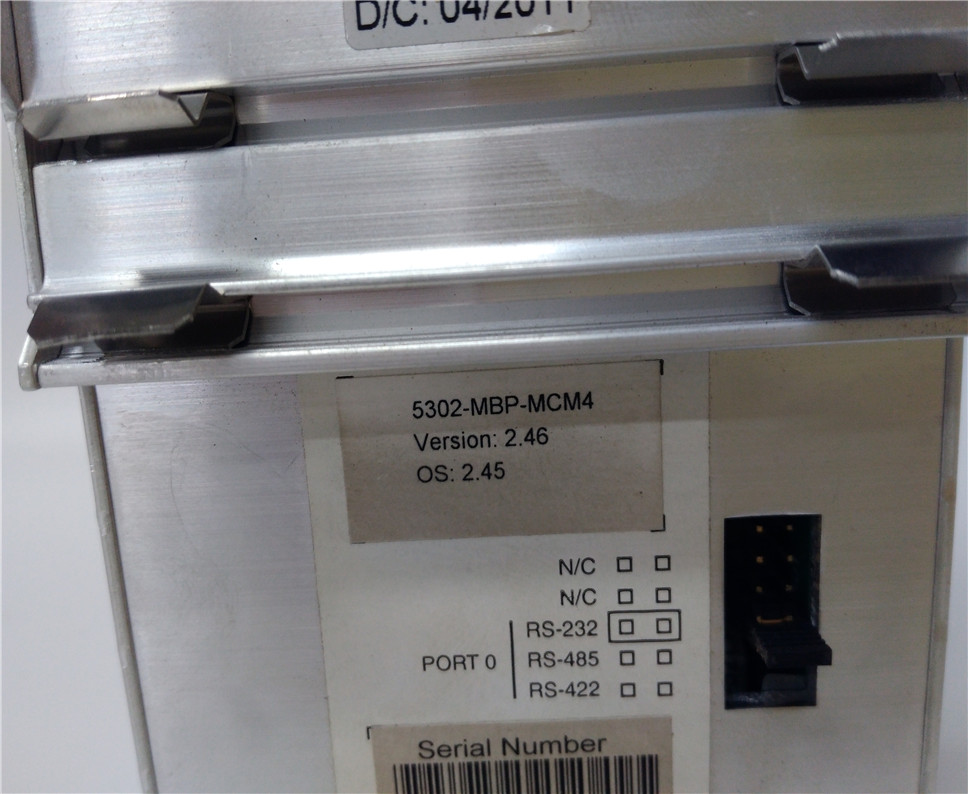 D/C: 04/2011
5302-MBP-MCM4
Version: 2.46
OS: 2.45
N/C
N/C
RS-232
PORT 0 RS-485
RS-422
Serial Number